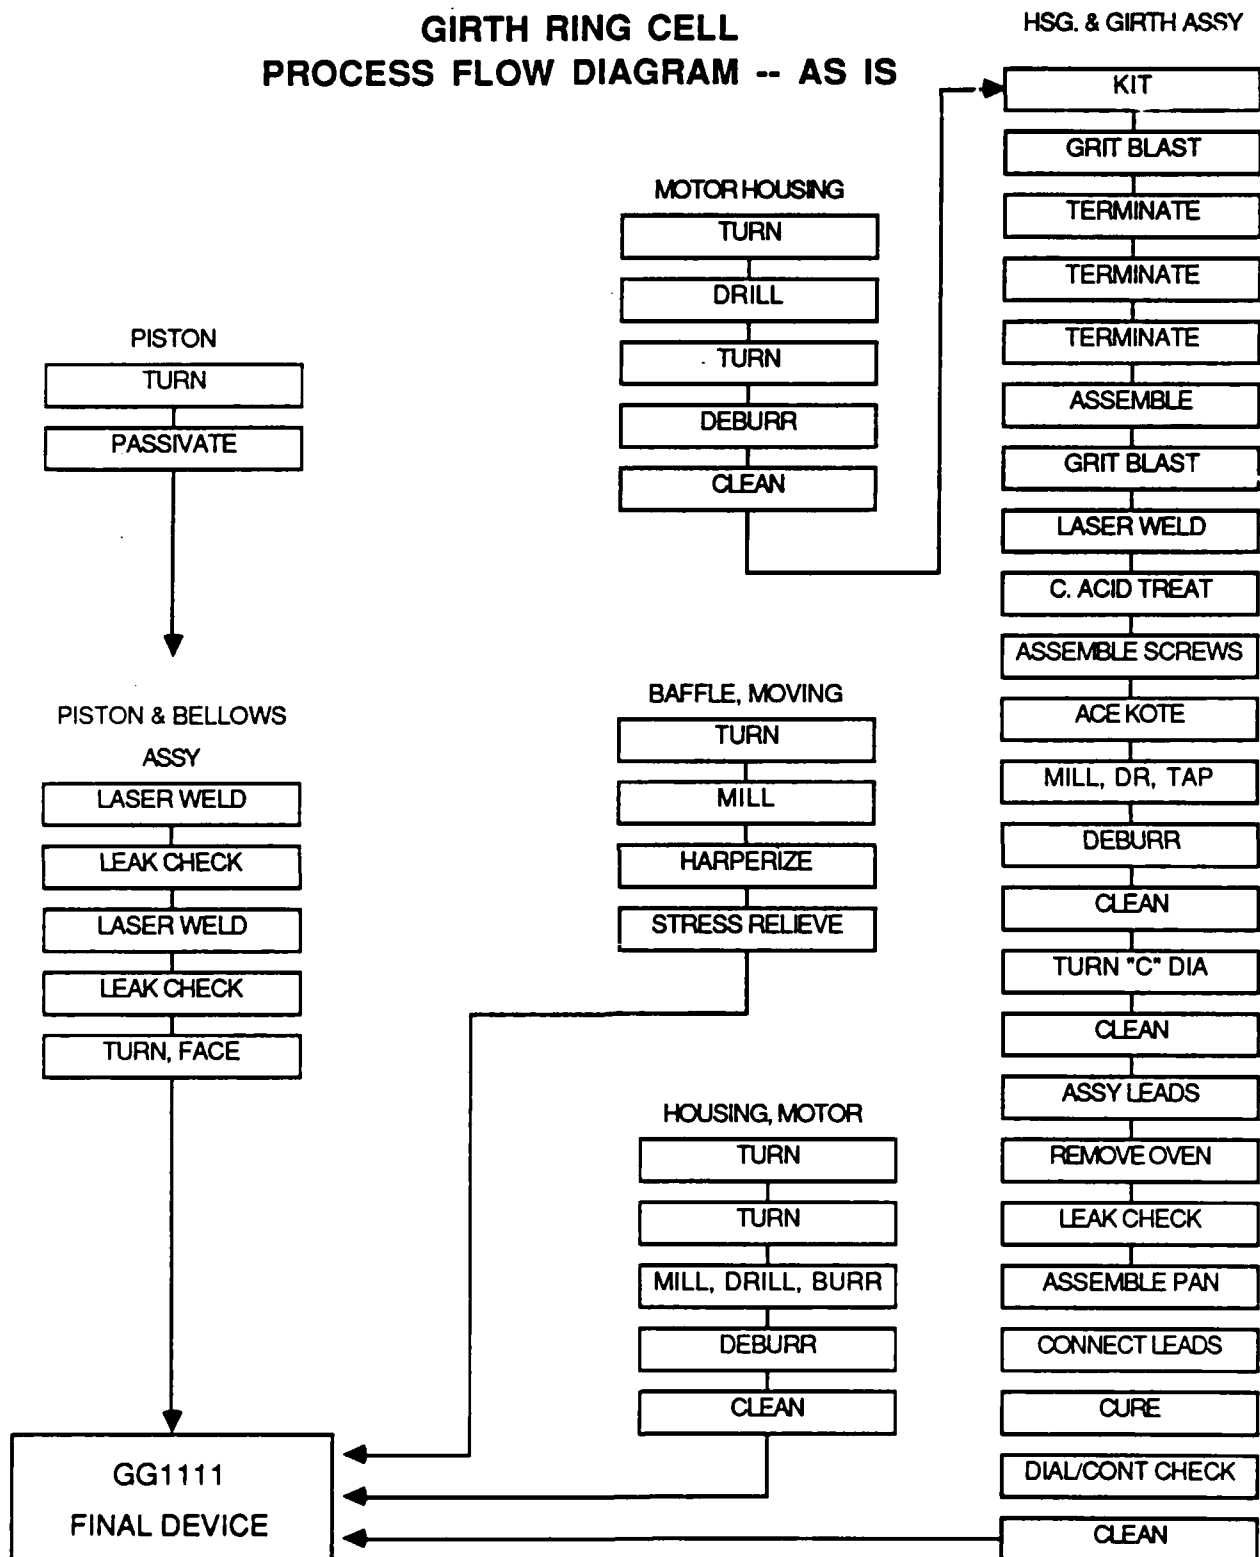 GIRTH RING CELL
PROCESS FLOW DIAGRAM -- AS IS
HSG. & GIRTH ASSY
KIT
GRIT BLAST
TERMINATE
TERMINATE
TERMINATE
ASSEMBLE
GRIT BLAST
LASER WELD
C. ACID TREAT
ASSEMBLE SCREWS
ACE KOTE
MILL, DR, TAP
DEBURR
CLEAN
TURN "C" DIA
CLEAN
ASSY LEADS
REMOVE OVEN
LEAK CHECK
ASSEMBLE PAN
CONNECT LEADS
CURE
DIAL/CONT CHECK
CLEAN
MOTOR HOUSING
TURN
DRILL
TURN
DEBURR
CLEAN
PISTON
TURN
PASSIVATE
PISTON & BELLOWS
ASSY
LASER WELD
LEAK CHECK
LASER WELD
LEAK CHECK
TURN, FACE
BAFFLE, MOVING
TURN
MILL
HARPERIZE
STRESS RELIEVE
HOUSING, MOTOR
TURN
TURN
MILL, DRILL, BURR
DEBURR
CLEAN
GG1111
FINAL DEVICE